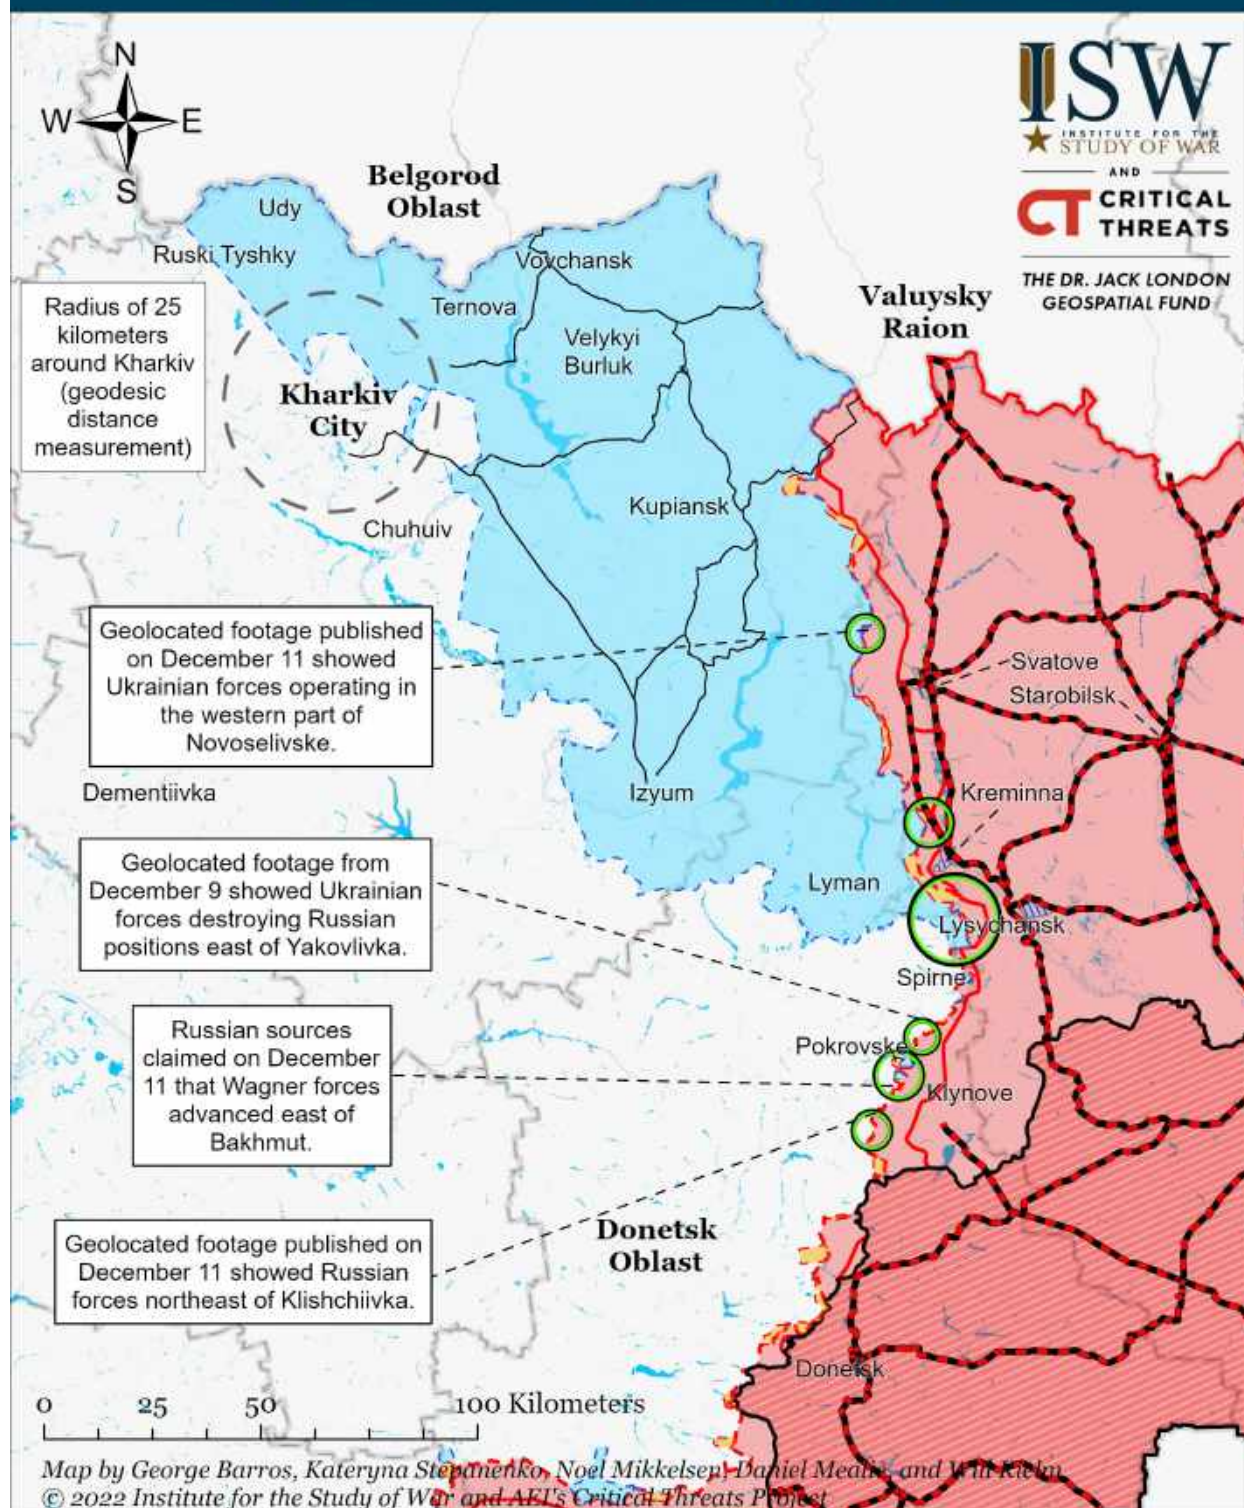 N
W
E
S
ISW
INSTITUTE FOR THE
STUDY OF WAR
AND
CT CRITICAL
THREATS
THE DR. JACK LONDON
GEOSPATIAL FUND
Belgorod
Oblast
Udy
Ruski Tyshky
Vovchansk
Ternova
Valuysky
Raion
Radius of 25
kilometers
around Kharkiv
(geodesic
distance
measurement)
Velykyi
Burluk
Kharkiv
City
Kupiansk
Chuhuiv
Geolocated footage published
on December 11 showed
Ukrainian forces operating in
the western part of
Novoselivske.
Svatove
Starobilsk
Dementiivka
Izyum
Kreminna
Geolocated footage from
December 9 showed Ukrainian
forces destroying Russian
positions east of Yakovlivka.
Lyman
Lysychansk
Spirne
Russian sources
claimed on December
11 that Wagner forces
advanced east of
Bakhmut.
Pokrovske
Klynove
Geolocated footage published on
December 11 showed Russian
forces northeast of Klishchiivka.
Donetsk
Oblast
Donetsk
0 25 50 100 Kilometers
Map by George Barros, Kateryna Stepanenko, Noel Mikkelsen, Daniel Mealie, and Will Kielm
© 2022 Institute for the Study of War and AEI's Critical Threats Project